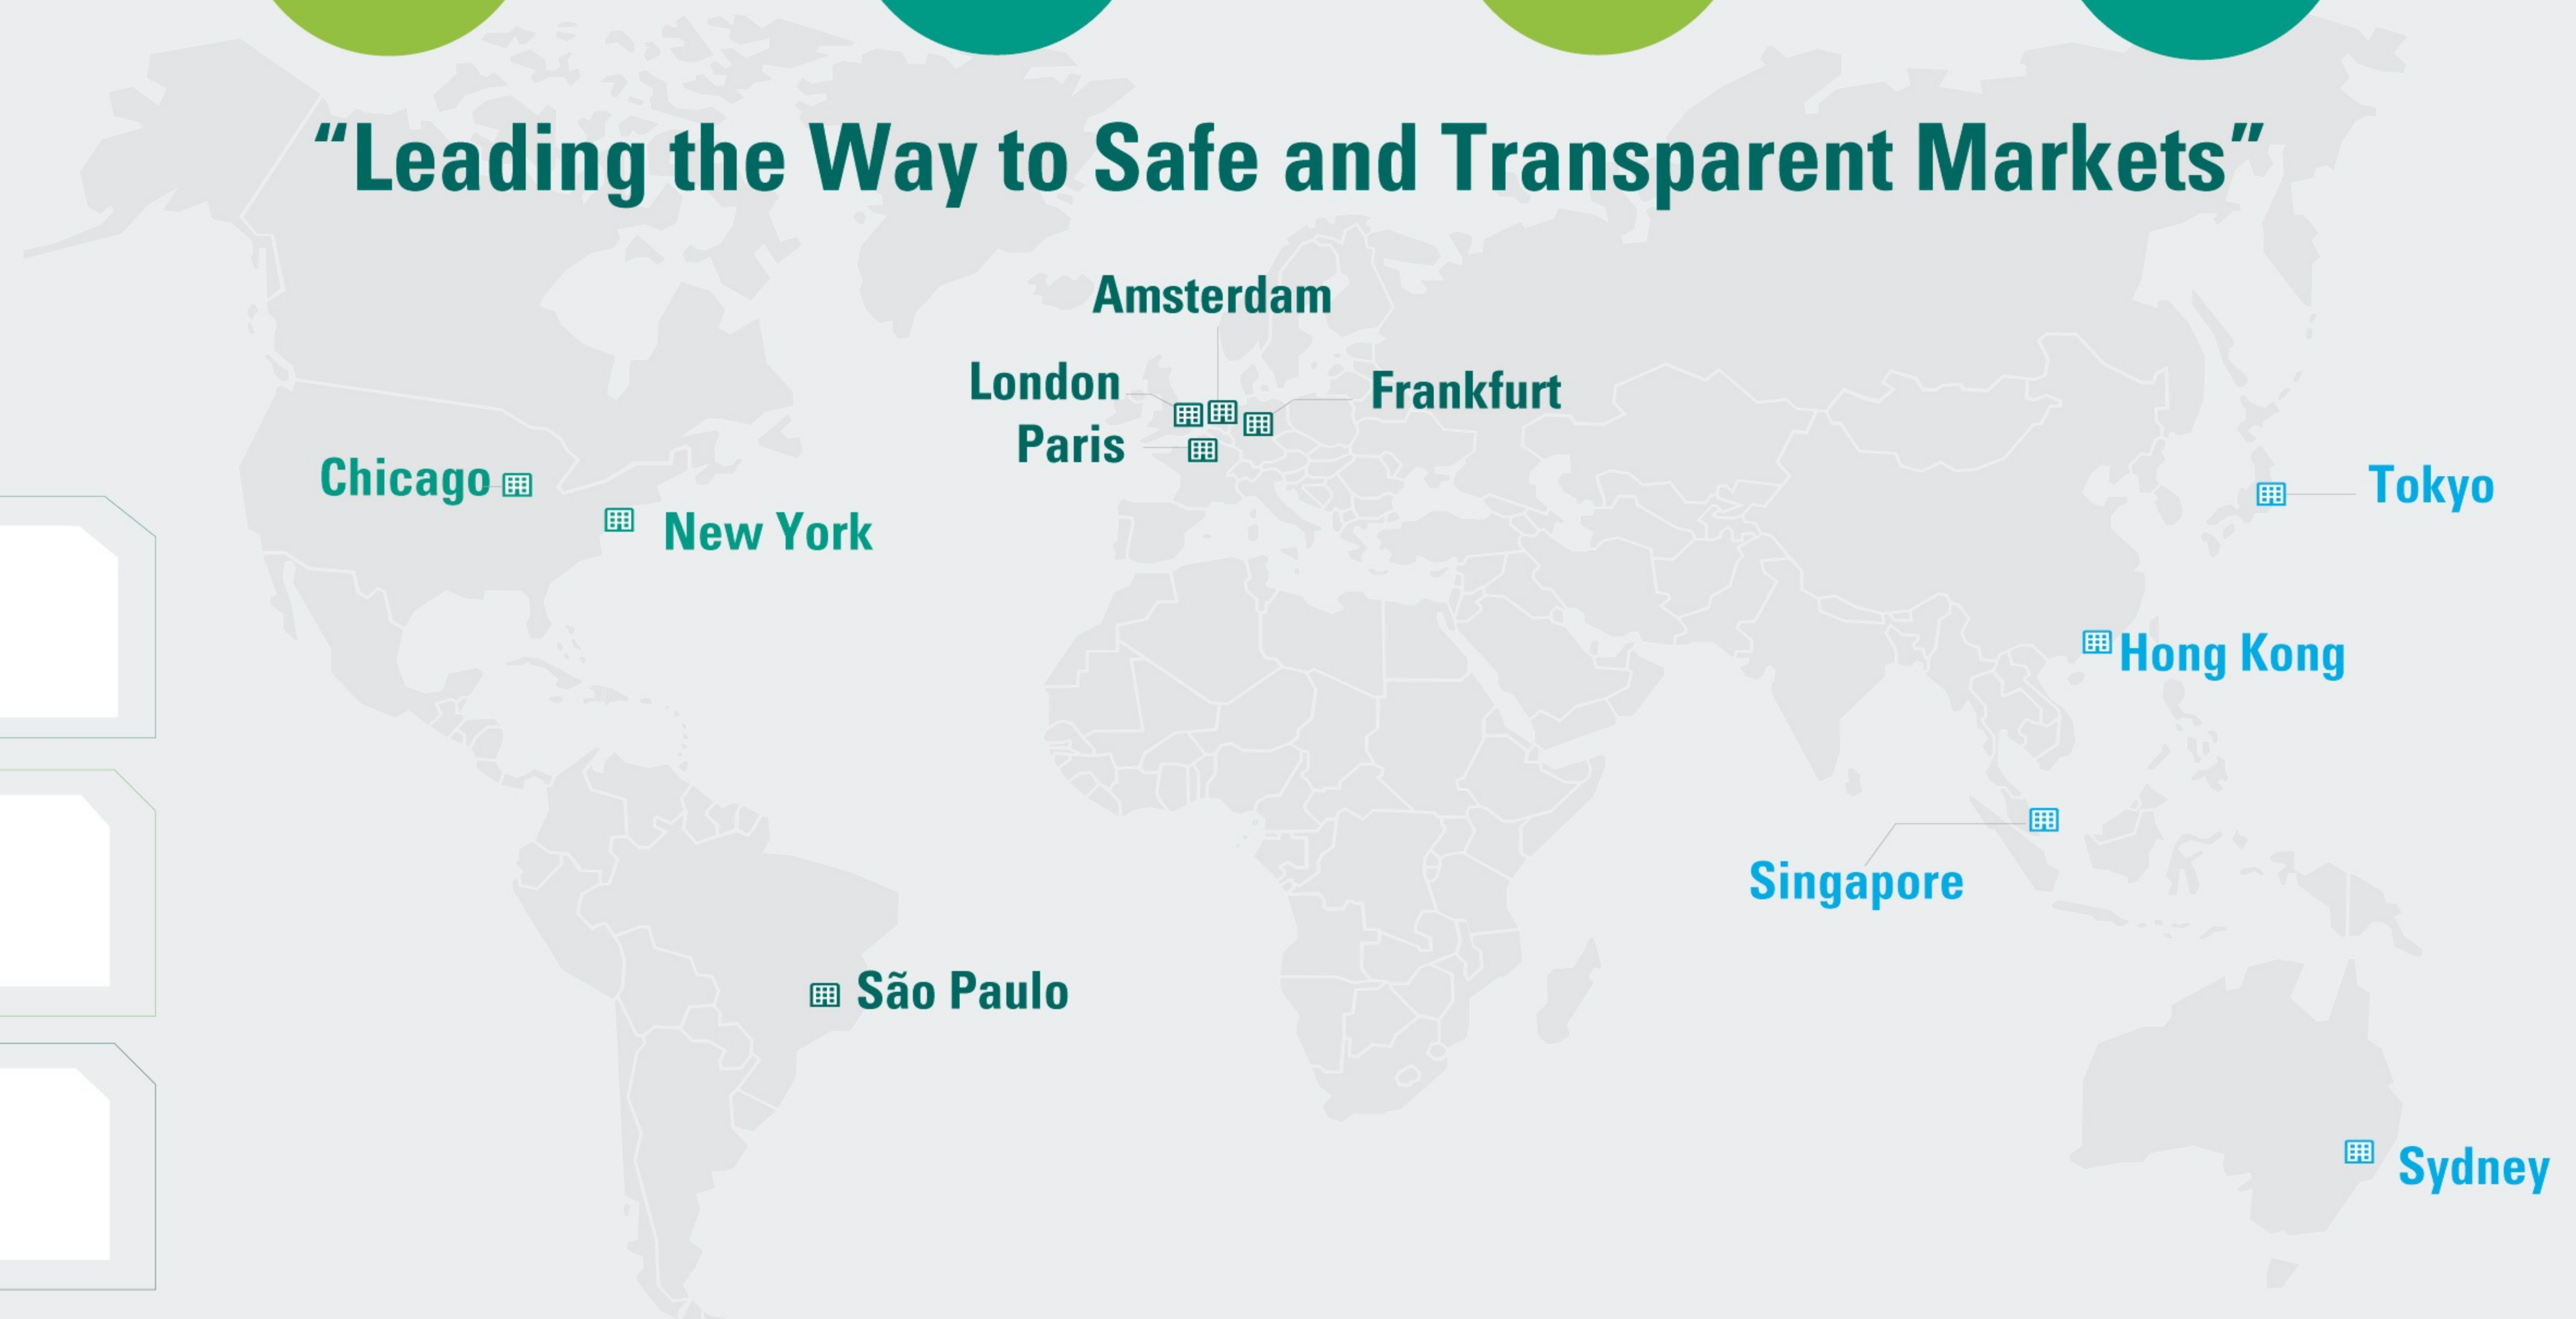 “Leading the Way to Safe and Transparent Markets”
Amsterdam
London
Frankfurt
Paris
Chicago
New York
Tokyo
Hong Kong
Singapore
São Paulo
Sydney